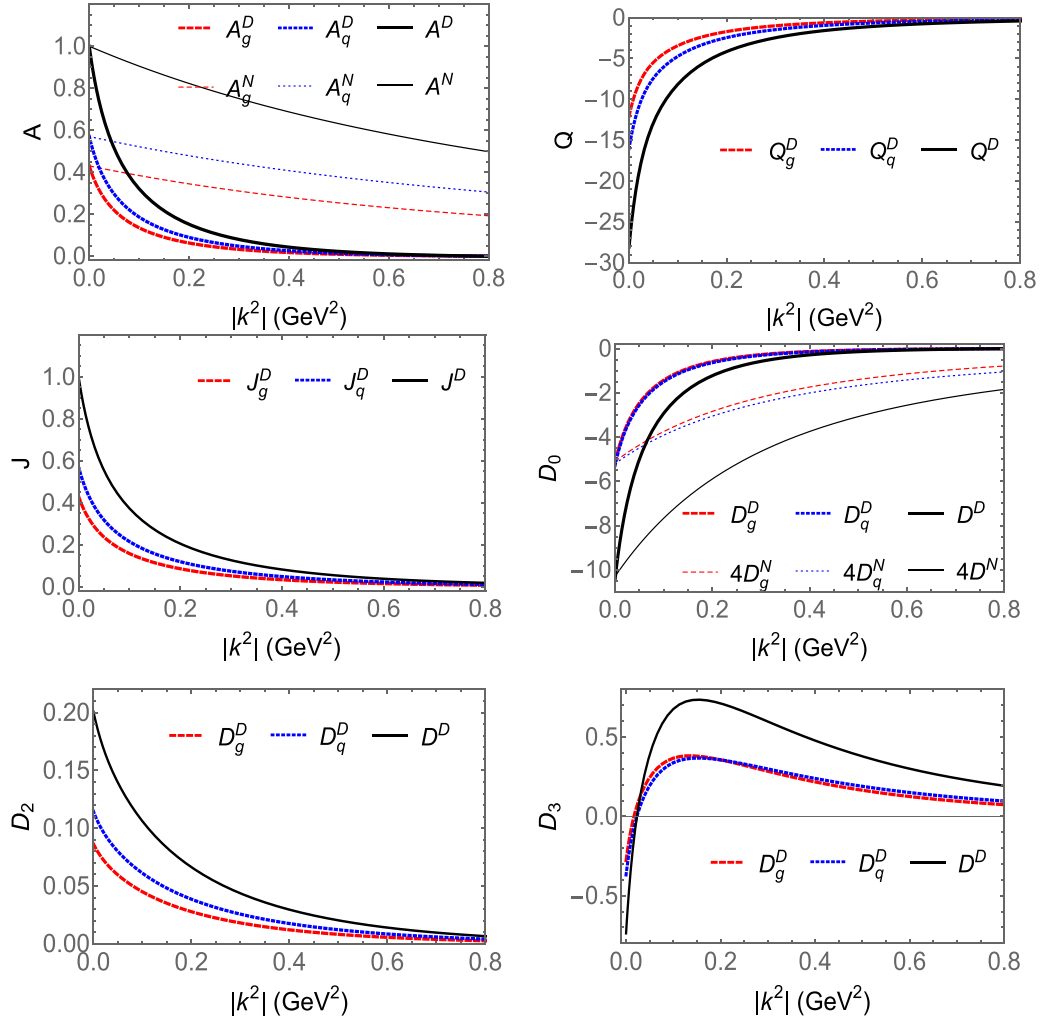 A_g^D A_q^D A^D
A_g^N A_q^N A^N
1.0
0.8
0.6
0.4
0.2
0.0
A
0.0 0.2 0.4 0.6 0.8
|k^2| (GeV^2)
0
−5
−10
−15
−20
−25
−30
Q
Q_g^D Q_q^D Q^D
0.0 0.2 0.4 0.6 0.8
|k^2| (GeV^2)
J_g^D J_q^D J^D
1.0
0.8
0.6
0.4
0.2
0.0
J
0.0 0.2 0.4 0.6 0.8
|k^2| (GeV^2)
0
−2
−4
−6
−8
−10
D_0
D_g^D D_q^D D^D
4D_g^N 4D_q^N 4D^N
0.0 0.2 0.4 0.6 0.8
|k^2| (GeV^2)
D_g^D D_q^D D^D
0.20
0.15
0.10
0.05
0.00
D_2
0.0 0.2 0.4 0.6 0.8
|k^2| (GeV^2)
0.5
0.0
−0.5
D_3
D_g^D D_q^D D^D
0.0 0.2 0.4 0.6 0.8
|k^2| (GeV^2)